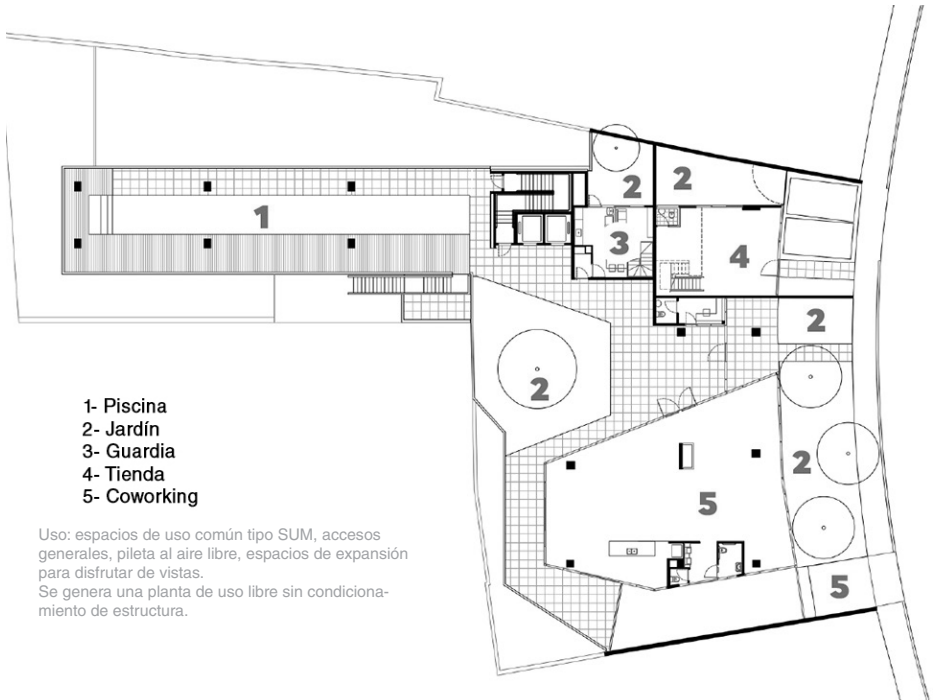 2
2
1
3
4
2
2
2
5
5
1- Piscina
2- Jardín
3- Guardia
4- Tienda
5- Coworking
Uso: espacios de uso común tipo SUM, accesos
generales, pileta al aire libre, espacios de expansión
para disfrutar de vistas.
Se genera una planta de uso libre sin condiciona-
miento de estructura.